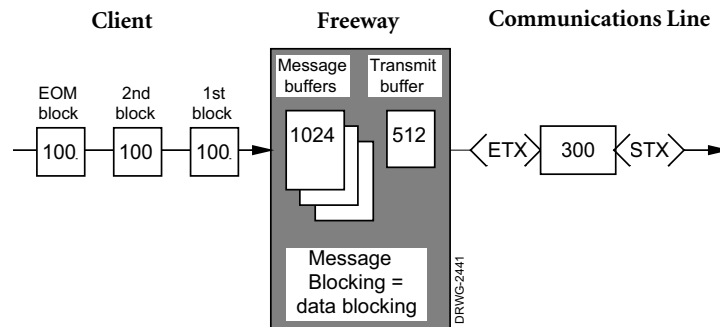 Client
Freeway
Communications Line
EOM
block
2nd
block
1st
block
100.
100
100.
Message
buffers
Transmit
buffer
1024
512
ETX
300
STX
Message
Blocking =
data blocking
DRWG-2441